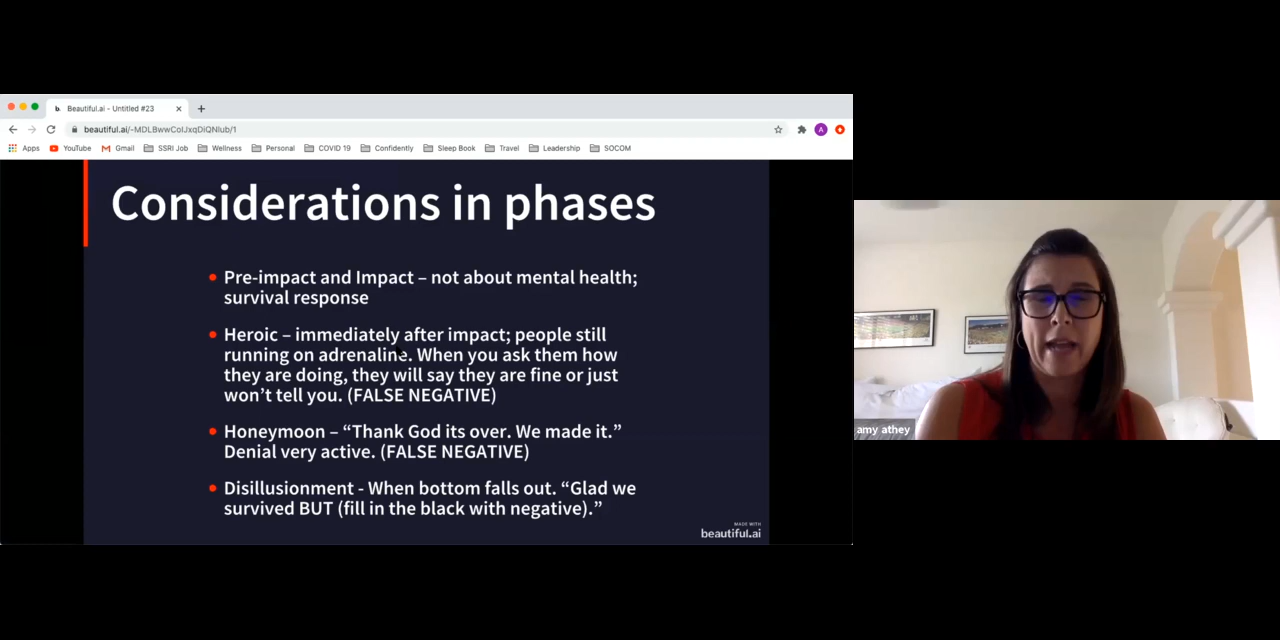 b. Beautiful.ai - Untitled #23
beautiful.ai/-MDLBwwCoIJxqDiQNlub/1
A
Apps YouTube Gmail SSRI Job Wellness Personal COVID 19 Confidently Sleep Book Travel Leadership SOCOM
Considerations in phases
Pre-impact and Impact – not about mental health;
survival response
Heroic – immediately after impact; people still
running on adrenaline. When you ask them how
they are doing, they will say they are fine or just
won't tell you. (FALSE NEGATIVE)
Honeymoon – “Thank God its over. We made it.”
Denial very active. (FALSE NEGATIVE)
Disillusionment - When bottom falls out. “Glad we
survived BUT (fill in the black with negative).”
MADE WITH
beautiful.ai
amy athey